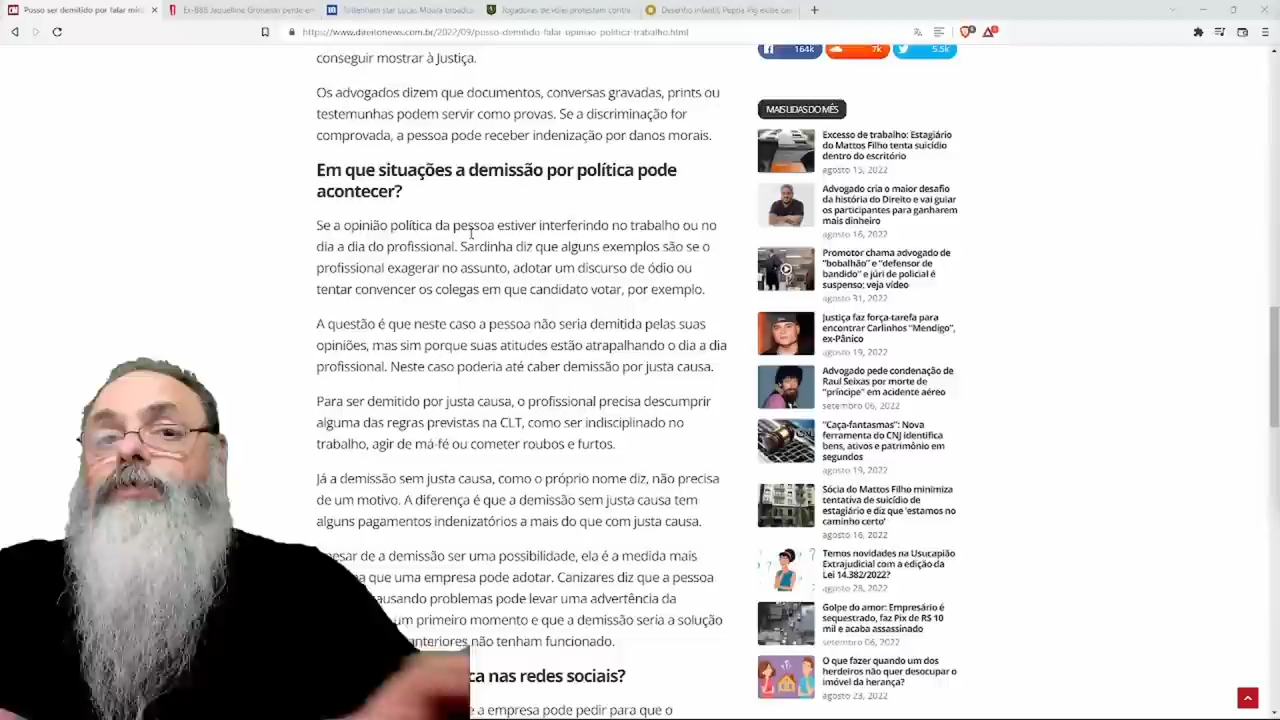 Posso ser demitido por falar mi
Ex-BBB Jaqueline Grohalski perde em
Tottenham star Lucas Moura broadca
Jogadoras de vôlei protestam contra
Desenho infantil Peppa Pig exibe ca
https://www.direitonews.com.br/2022/09/posso-demitido-falar-opiniao-politica-trabalho.html
conseguir mostrar à Justiça.
Os advogados dizem que documentos, conversas gravadas, prints ou
testemunhas podem servir como provas. Se a discriminação for
comprovada, a pessoa pode receber indenização por danos morais.
Em que situações a demissão por política pode
acontecer?
Se a opinião política da pessoa estiver interferindo no trabalho ou no
dia a dia do profissional. Sardinha diz que alguns exemplos são se o
profissional exagerar no assunto, adotar um discurso de ódio ou
tentar convencer os colegas em que candidato votar, por exemplo.
A questão é que neste caso a pessoa não seria demitida pelas suas
opiniões, mas sim porque suas atitudes estão atrapalhando o dia a dia
profissional. Neste caso poderia até caber demissão por justa causa.
Para ser demitido por justa causa, o profissional precisa descumprir
alguma das regras previstas na CLT, como ser indisciplinado no
trabalho, agir de má-fé ou cometer roubos e furtos.
Já a demissão sem justa causa, como o próprio nome diz, não precisa
de um motivo. A diferença é que a demissão sem justa causa tem
alguns pagamentos indenizatórios a mais do que com justa causa.
esar de a demissão ser uma possibilidade, ela é a medida mais
a que uma empresa pode adotar. Canizares diz que a pessoa
ausando problemas pode levar uma advertência da
um primeiro momento e que a demissão seria a solução
anteriores não tenham funcionado.
ca nas redes sociais?
e a empresa pode pedir para que o
164k
7k
5.5k
MAIS LIDAS DO MÊS
Excesso de trabalho: Estagiário
do Mattos Filho tenta suicídio
dentro do escritório
agosto 15, 2022
Advogado cria o maior desafio
da história do Direito e vai guiar
os participantes para ganharem
mais dinheiro
agosto 16, 2022
Promotor chama advogado de
"bobalhão" e "defensor de
bandido" e júri de policial é
suspenso; veja vídeo
agosto 31, 2022
Justiça faz força-tarefa para
encontrar Carlinhos "Mendigo",
ex-Pânico
agosto 19, 2022
Advogado pede condenação de
Raul Seixas por morte de
"príncipe" em acidente aéreo
setembro 06, 2022
"Caça-fantasmas": Nova
ferramenta do CNJ identifica
bens, ativos e patrimônio em
segundos
agosto 19, 2022
Sócia do Mattos Filho minimiza
tentativa de suicídio de
estagiário e diz que 'estamos no
caminho certo'
agosto 16, 2022
Temos novidades na Usucapião
Extrajudicial com a edição da
Lei 14.382/2022?
agosto 28, 2022
Golpe do amor: Empresário é
sequestrado, faz Pix de R$ 10
mil e acaba assassinado
setembro 06, 2022
O que fazer quando um dos
herdeiros não quer desocupar o
imóvel da herança?
agosto 23, 2022